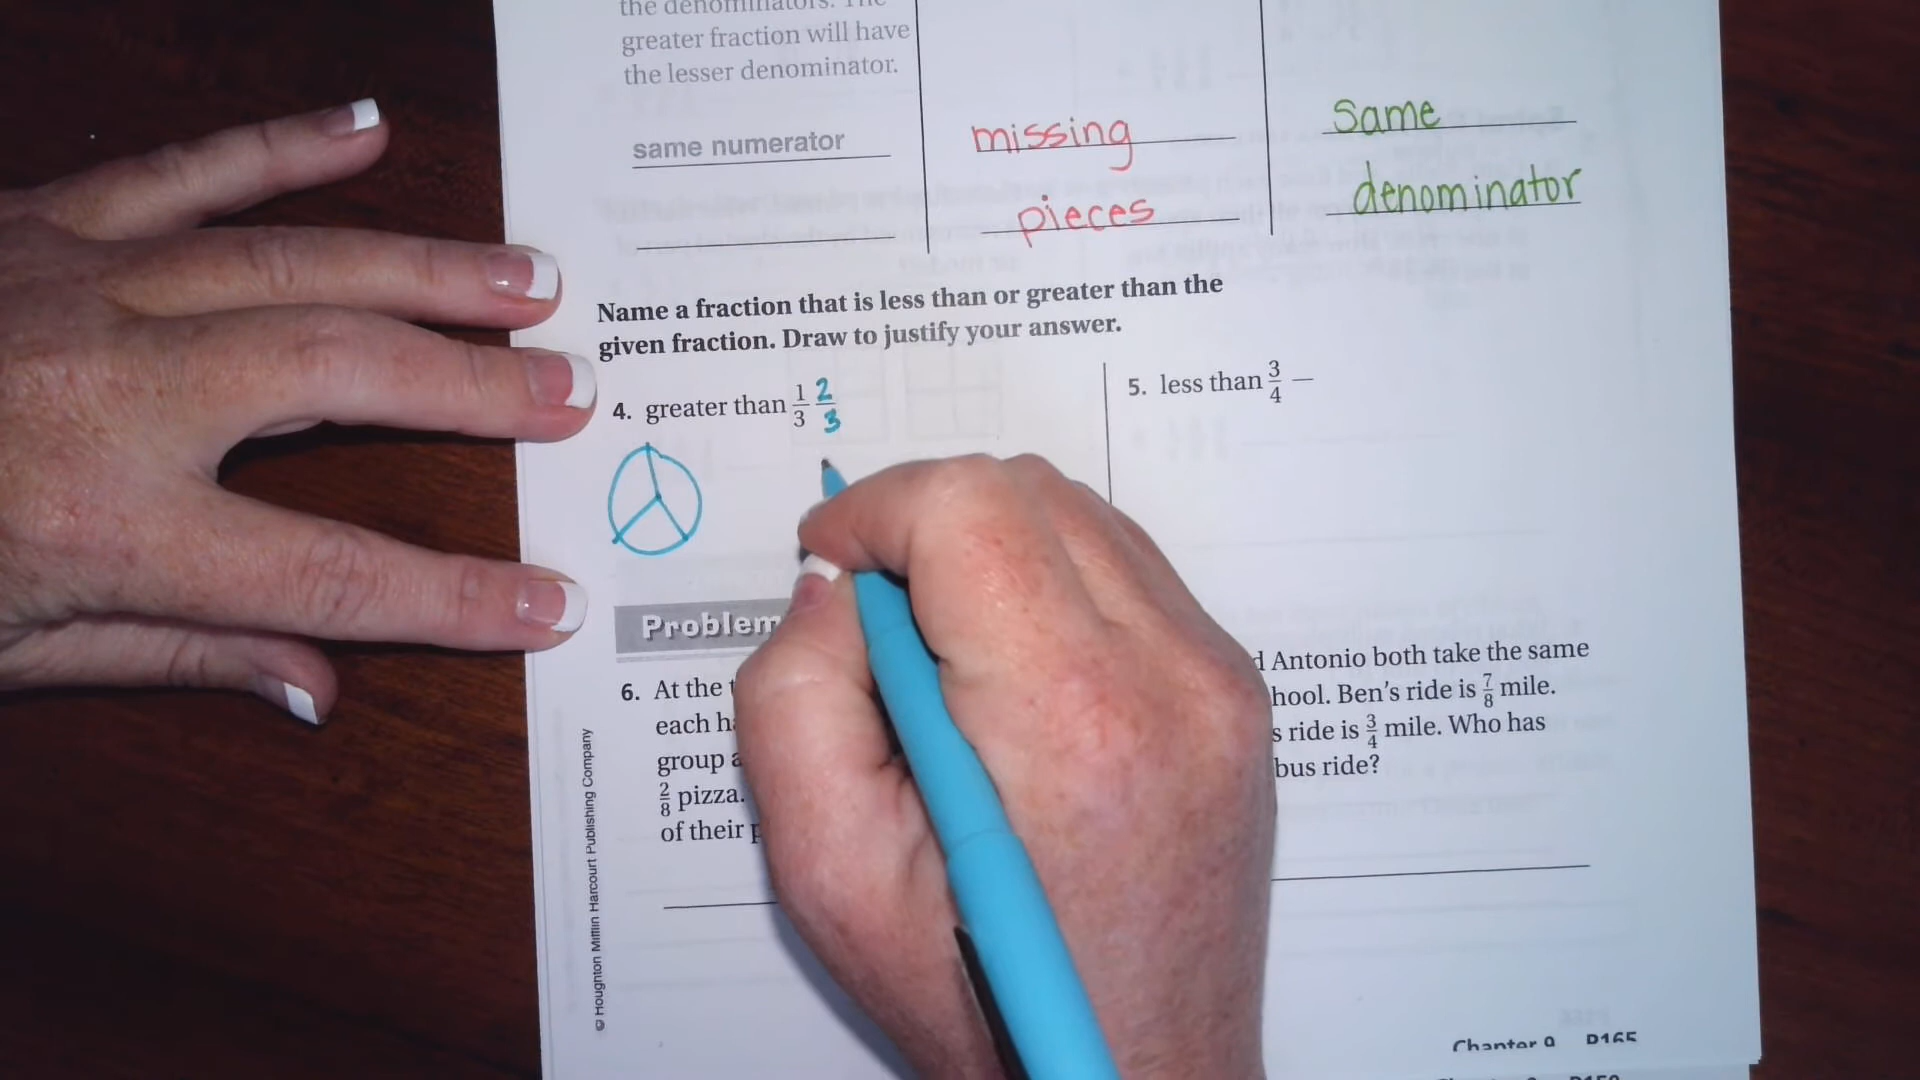 the denominators. The
greater fraction will have
the lesser denominator.
same numerator
missing
pieces
same
denominator
Name a fraction that is less than or greater than the
given fraction. Draw to justify your answer.
4. greater than 1/3 2/3
5. less than 3/4 —
Problem
6. At the
each
group
2/8 pizza.
of their
Antonio both take the same
Ben's ride is 7/8 mile.
ride is 3/4 mile. Who has
bus ride?
© Houghton Mifflin Harcourt Publishing Company
Chapter 9 P165